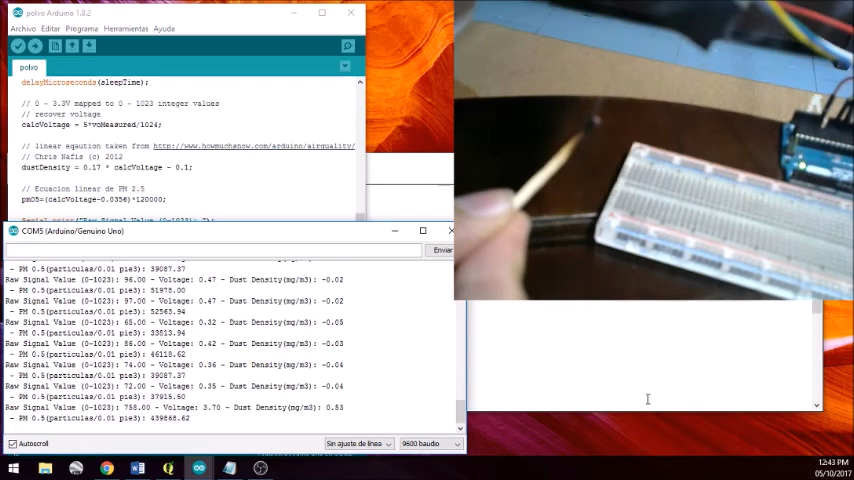 polvo Arduino 1.8.2
Archivo Editar Programa Herramientas Ayuda
polvo
delayMicroseconds(sleepTime);
// 0 - 3.3V mapped to 0 - 1023 integer values
// recover voltage
calcVoltage = 5*voMeasured/1024;
// linear eqaution taken from http://www.howmuchsnow.com/arduino/airquality/
// Chris Nafis (c) 2012
dustDensity = 0.17 * calcVoltage - 0.1;
// Ecuacion linear de PM 2.5
pm05=(calcVoltage-0.0356)*120000;
Serial.print("Raw Signal Value (0-1023): ");
COM5 (Arduino/Genuino Uno)
Enviar
- PM 0.5(particulas/0.01 pie3) 39087.37
Raw Signal Value (0-1023): 96.00 - Voltage: 0.47 - Dust Density(mg/m3): -0.02
- PM 0.5(particulas/0.01 pie3) 51978.00
Raw Signal Value (0-1023): 97.00 - Voltage: 0.47 - Dust Density(mg/m3): -0.02
- PM 0.5(particulas/0.01 pie3) 52563.94
Raw Signal Value (0-1023): 65.00 - Voltage: 0.32 - Dust Density(mg/m3): -0.05
- PM 0.5(particulas/0.01 pie3) 33813.94
Raw Signal Value (0-1023): 86.00 - Voltage: 0.42 - Dust Density(mg/m3): -0.03
- PM 0.5(particulas/0.01 pie3) 46118.62
Raw Signal Value (0-1023): 74.00 - Voltage: 0.36 - Dust Density(mg/m3): -0.04
- PM 0.5(particulas/0.01 pie3) 39087.37
Raw Signal Value (0-1023): 72.00 - Voltage: 0.35 - Dust Density(mg/m3): -0.04
- PM 0.5(particulas/0.01 pie3) 37915.50
Raw Signal Value (0-1023): 758.00 - Voltage: 3.70 - Dust Density(mg/m3): 0.53
- PM 0.5(particulas/0.01 pie3) 439868.62
Autoscroll
Sin ajuste de línea
9600 baudio
12:43 PM
05/10/2017